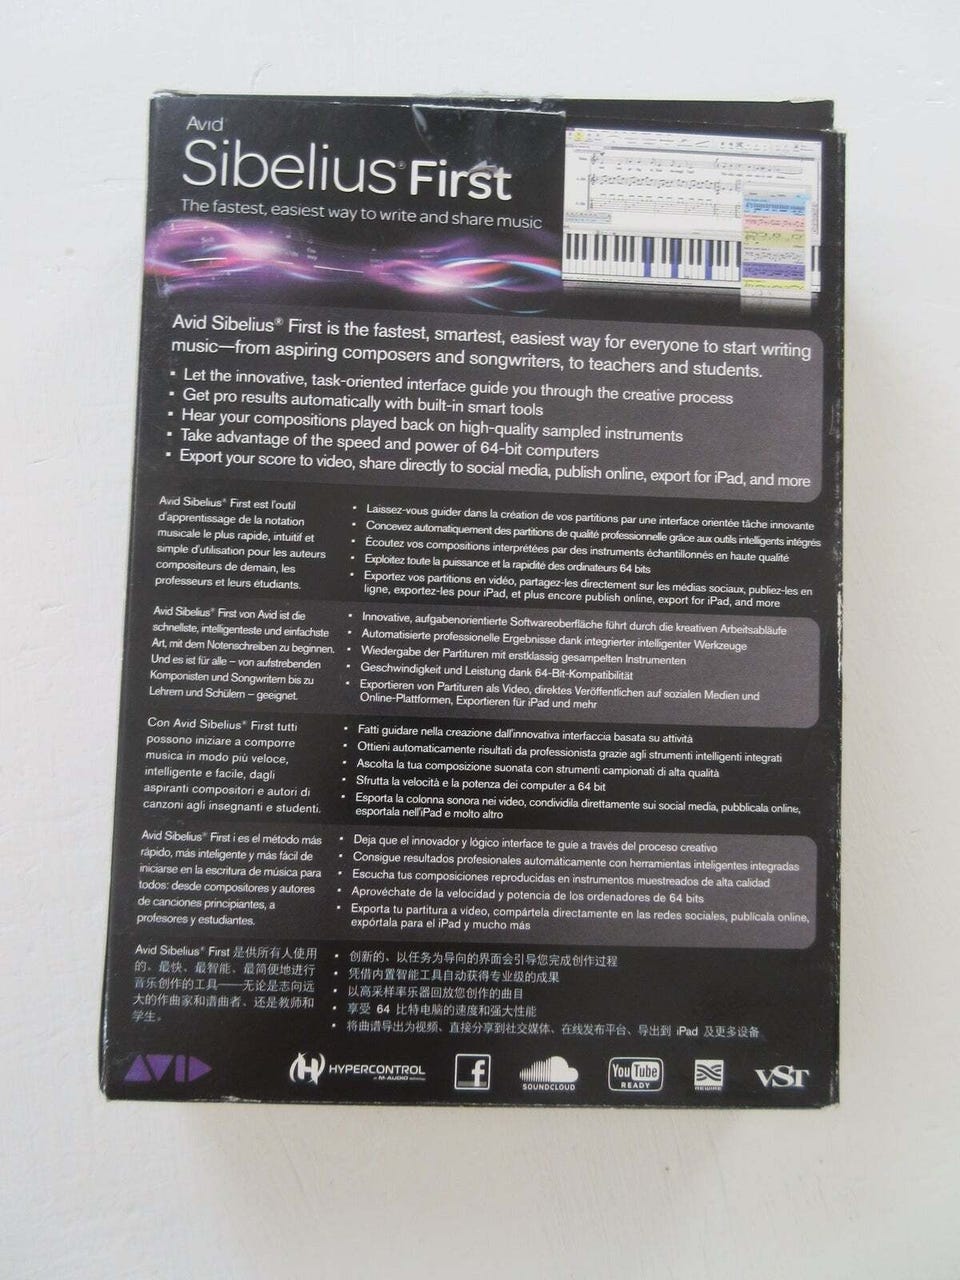 Avid
Sibelius® First
The fastest, easiest way to write and share music
Avid Sibelius® First is the fastest, smartest, easiest way for everyone to start writing
music—from aspiring composers and songwriters, to teachers and students.
▪ Let the innovative, task-oriented interface guide you through the creative process
▪ Get pro results automatically with built-in smart tools
▪ Hear your compositions played back on high-quality sampled instruments
▪ Take advantage of the speed and power of 64-bit computers
▪ Export your score to video, share directly to social media, publish online, export for iPad, and more
Avid Sibelius® First est l'outil
d'apprentissage de la notation
musicale le plus rapide, intuitif et
simple d'utilisation pour les auteurs
compositeurs de demain, les
professeurs et leurs étudiants.
▪ Laissez-vous guider dans la création de vos partitions par une interface orientée tâche innovante
▪ Concevez automatiquement des partitions de qualité professionnelle grâce aux outils intelligents intégrés
▪ Écoutez vos compositions interprétées par des instruments échantillonnés en haute qualité
▪ Exploitez toute la puissance et la rapidité des ordinateurs 64 bits
▪ Exportez vos partitions en vidéo, partagez-les directement sur les médias sociaux, publiez-les en
ligne, exportez-les pour iPad, et plus encore publish online, export for iPad, and more
Avid Sibelius® First von Avid ist die
schnellste, intelligenteste und einfachste
Art, mit dem Notenschreiben zu beginnen.
Und es ist für alle – von aufstrebenden
Komponisten und Songwritern bis zu
Lehrern und Schülern – geeignet.
▪ Innovative, aufgabenorientierte Softwareoberfläche führt durch die kreativen Arbeitsabläufe
▪ Automatisierte professionelle Ergebnisse dank integrierter intelligenter Werkzeuge
▪ Wiedergabe der Partituren mit erstklassig gesampelten Instrumenten
▪ Geschwindigkeit und Leistung dank 64-Bit-Kompatibilität
▪ Exportieren von Partituren als Video, direktes Veröffentlichen auf sozialen Medien und
Online-Plattformen, Exportieren für iPad und mehr
Con Avid Sibelius® First tutti
possono iniziare a comporre
musica in modo più veloce,
intelligente e facile, dagli
aspiranti compositori e autori di
canzoni agli insegnanti e studenti.
▪ Fatti guidare nella creazione dall'innovativa interfaccia basata su attività
▪ Ottieni automaticamente risultati da professionista grazie agli strumenti intelligenti integrati
▪ Ascolta la tua composizione suonata con strumenti campionati di alta qualità
▪ Sfrutta la velocità e la potenza dei computer a 64 bit
▪ Esporta la colonna sonora nei video, condividila direttamente sui social media, pubblicala online,
esportala nell'iPad e molto altro
Avid Sibelius® First i es el método más
rápido, más inteligente y más fácil de
iniciarse en la escritura de música para
todos: desde compositores y autores
de canciones principiantes, a
profesores y estudiantes.
▪ Deja que el innovador y lógico interface te guie a través del proceso creativo
▪ Consigue resultados profesionales automáticamente con herramientas inteligentes integradas
▪ Escucha tus composiciones reproducidas en instrumentos muestreados de alta calidad
▪ Aprovéchate de la velocidad y potencia de los ordenadores de 64 bits
▪ Exporta tu partitura a vídeo, compártela directamente en las redes sociales, publícala online,
expórtala para el iPad y mucho más
Avid Sibelius® First 是供所有人使用
的、最快、最智能、最简便地进行
音乐创作的工具——无论是志向远
大的作曲家和谱曲者、还是教师和
学生。
▪ 创新的、以任务为导向的界面会引导您完成创作过程
▪ 凭借内置智能工具自动获得专业级的成果
▪ 以高采样率乐器回放您创作的曲目
▪ 享受 64 比特电脑的速度和强大性能
▪ 将曲谱导出为视频、直接分享到社交媒体、在线发布平台、导出到 iPad 及更多设备
AVID
HYPERCONTROL
BY M-AUDIO
SOUNDCLOUD
YouTube
READY
REWIRE
VST